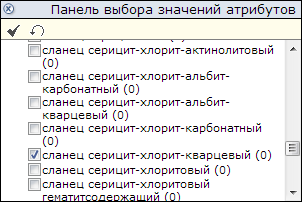 Панель выбора значений атрибутов
сланец серицит-хлорит-актинолитовый
(0)
сланец серицит-хлорит-альбит-
карбонатный (0)
сланец серицит-хлорит-альбит-
кварцевый (0)
сланец серицит-хлорит-карбонатный
(0)
сланец серицит-хлорит-кварцевый (0)
сланец серицит-хлоритовый (0)
сланец серицит-хлоритовый
гематитсодержащий (0)